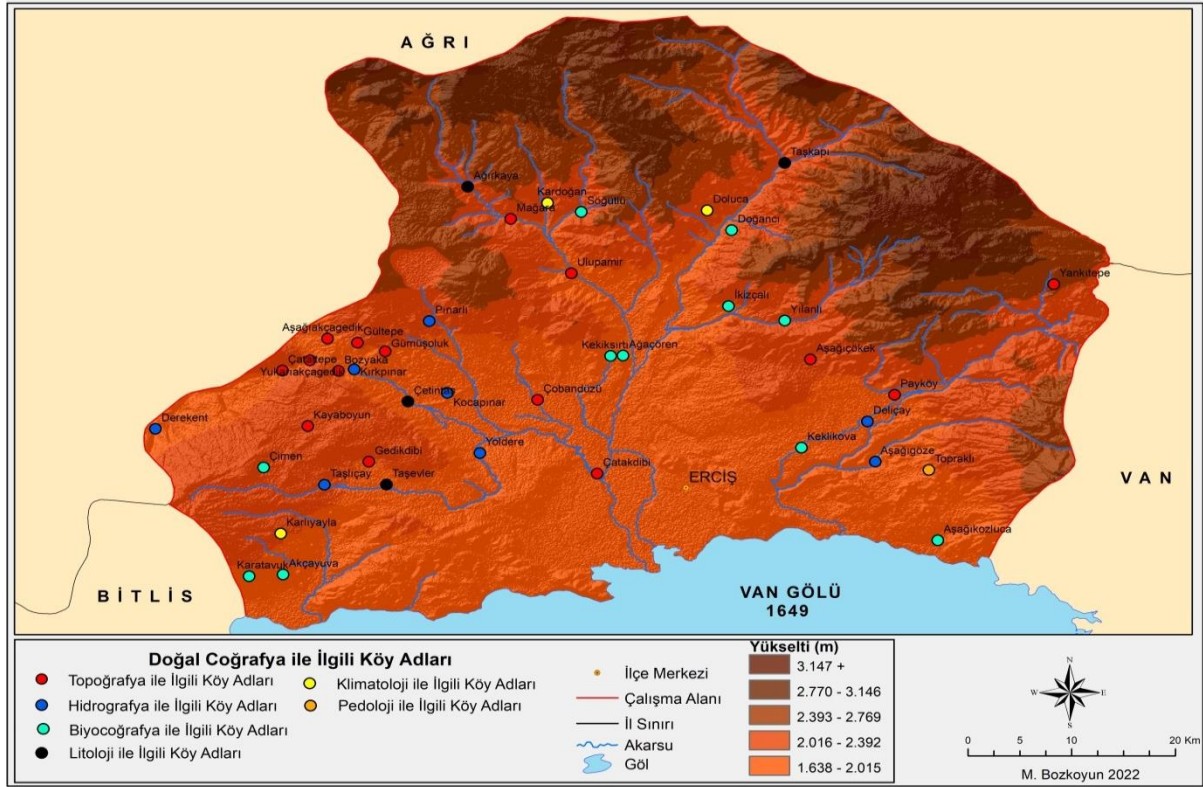 AĞRI
Taşkapı
Ağrıkaya
Kardoğan
Söğütlü
Doluca
Mağara
Doğancı
Ulupamir
Yankıtepe
İkizçalı
Yılanlı
Pınarlı
Aşağıakçagedik
Gültepe
Gümüşoluk
Kekiksırtı
Ağaçören
Aşağıçökek
Çataltepe
Bozyaka
Yukarıakçagedik
Kırkpınar
Çetintaş
Kocapınar
Çobandüzü
Payköy
Derekent
Kayaboyun
Deliçay
Keklikova
Yoldere
Gedikdibi
Çimen
Aşağıgöze
Topraklı
Çatakdibi
Taşlıçay
Taşevler
ERCİŞ
VAN
Karlıyayla
Aşağıkozluca
Karatavuk
Akçayuva
BİTLİS
VAN GÖLÜ
1649
Doğal Coğrafya ile İlgili Köy Adları
Topoğrafya ile İlgili Köy Adları
Hidrografya ile İlgili Köy Adları
Biyocoğrafya ile İlgili Köy Adları
Litoloji ile İlgili Köy Adları
Klimatoloji ile İlgili Köy Adları
Pedoloji ile İlgili Köy Adları
İlçe Merkezi
Çalışma Alanı
İl Sınırı
Akarsu
Göl
Yükselti (m)
3.147 +
2.770 - 3.146
2.393 - 2.769
2.016 - 2.392
1.638 - 2.015
N
W
E
S
0 5 10 20 Km
M. Bozkoyun 2022